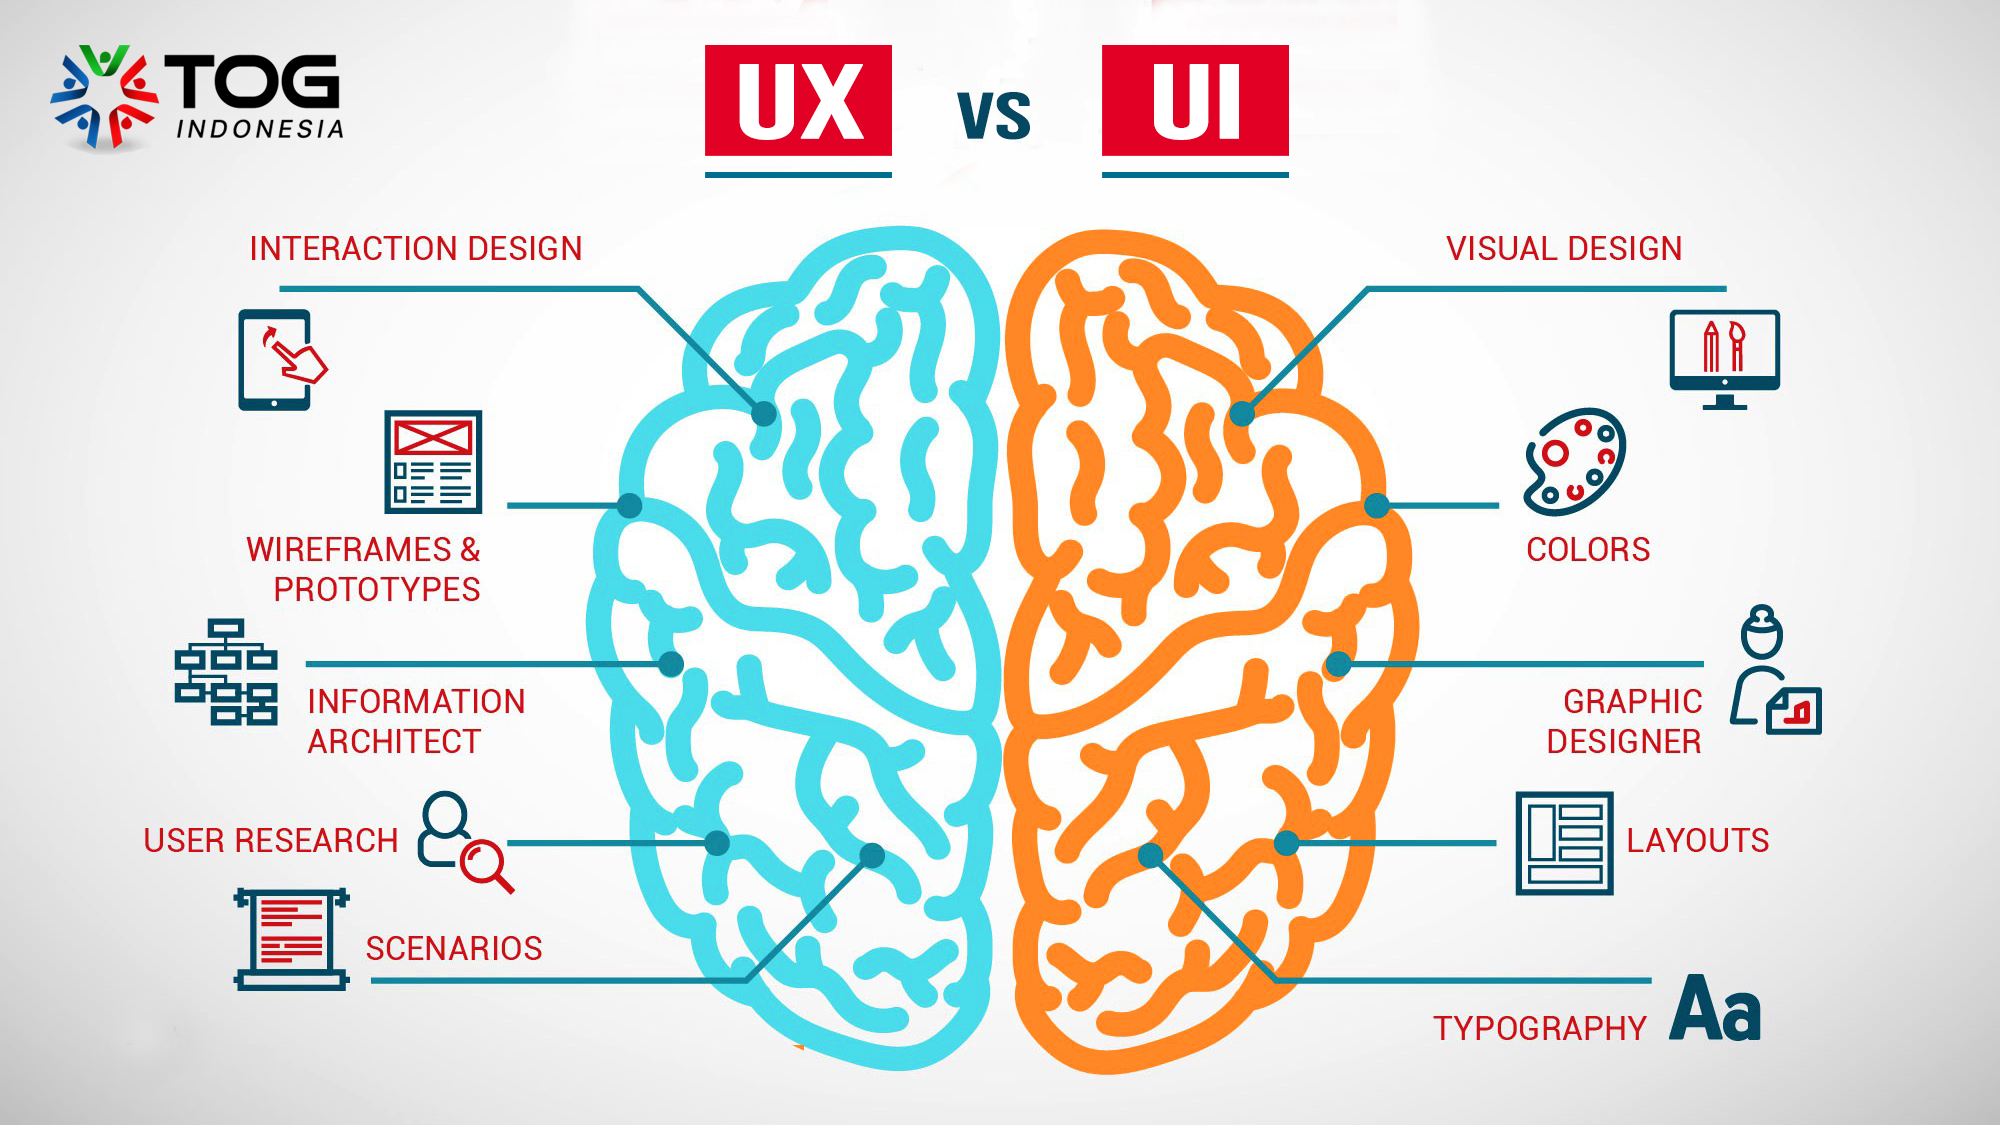 TOG
INDONESIA
UX vs UI
INTERACTION DESIGN
WIREFRAMES &
PROTOTYPES
INFORMATION
ARCHITECT
USER RESEARCH
SCENARIOS
VISUAL DESIGN
COLORS
GRAPHIC
DESIGNER
LAYOUTS
TYPOGRAPHY
Aa